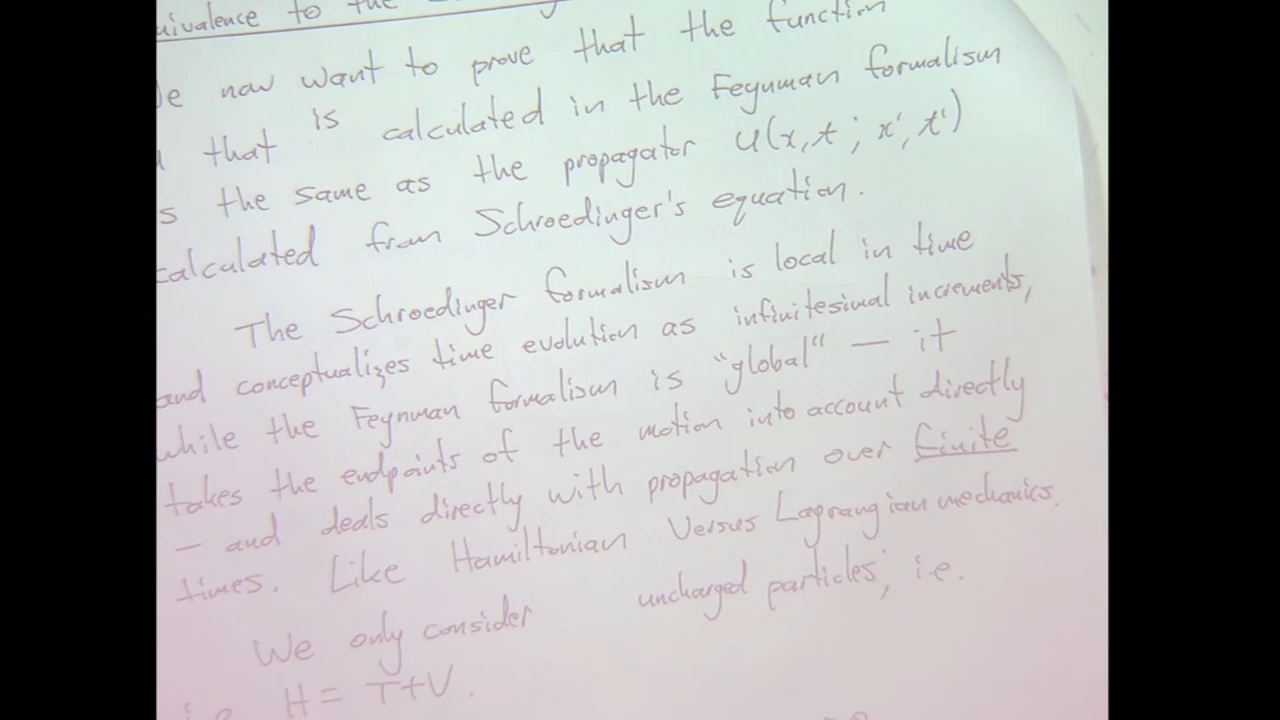 to the
now want to prove that the function
that is calculated in the Feynman formalism
the same as the propagator U(x,t; x',t')
calculated from Schroedinger's equation.
The Schroedinger formalism is local in time
and conceptualizes time evolution as infinitesimal increments,
while the Feynman formalism is "global" — it
takes the endpoints of the motion into account directly
— and deals directly with propagation over finite
times. Like Hamiltonian versus Lagrangian mechanics.
We only consider uncharged particles, i.e.
i.e. H = T+V.